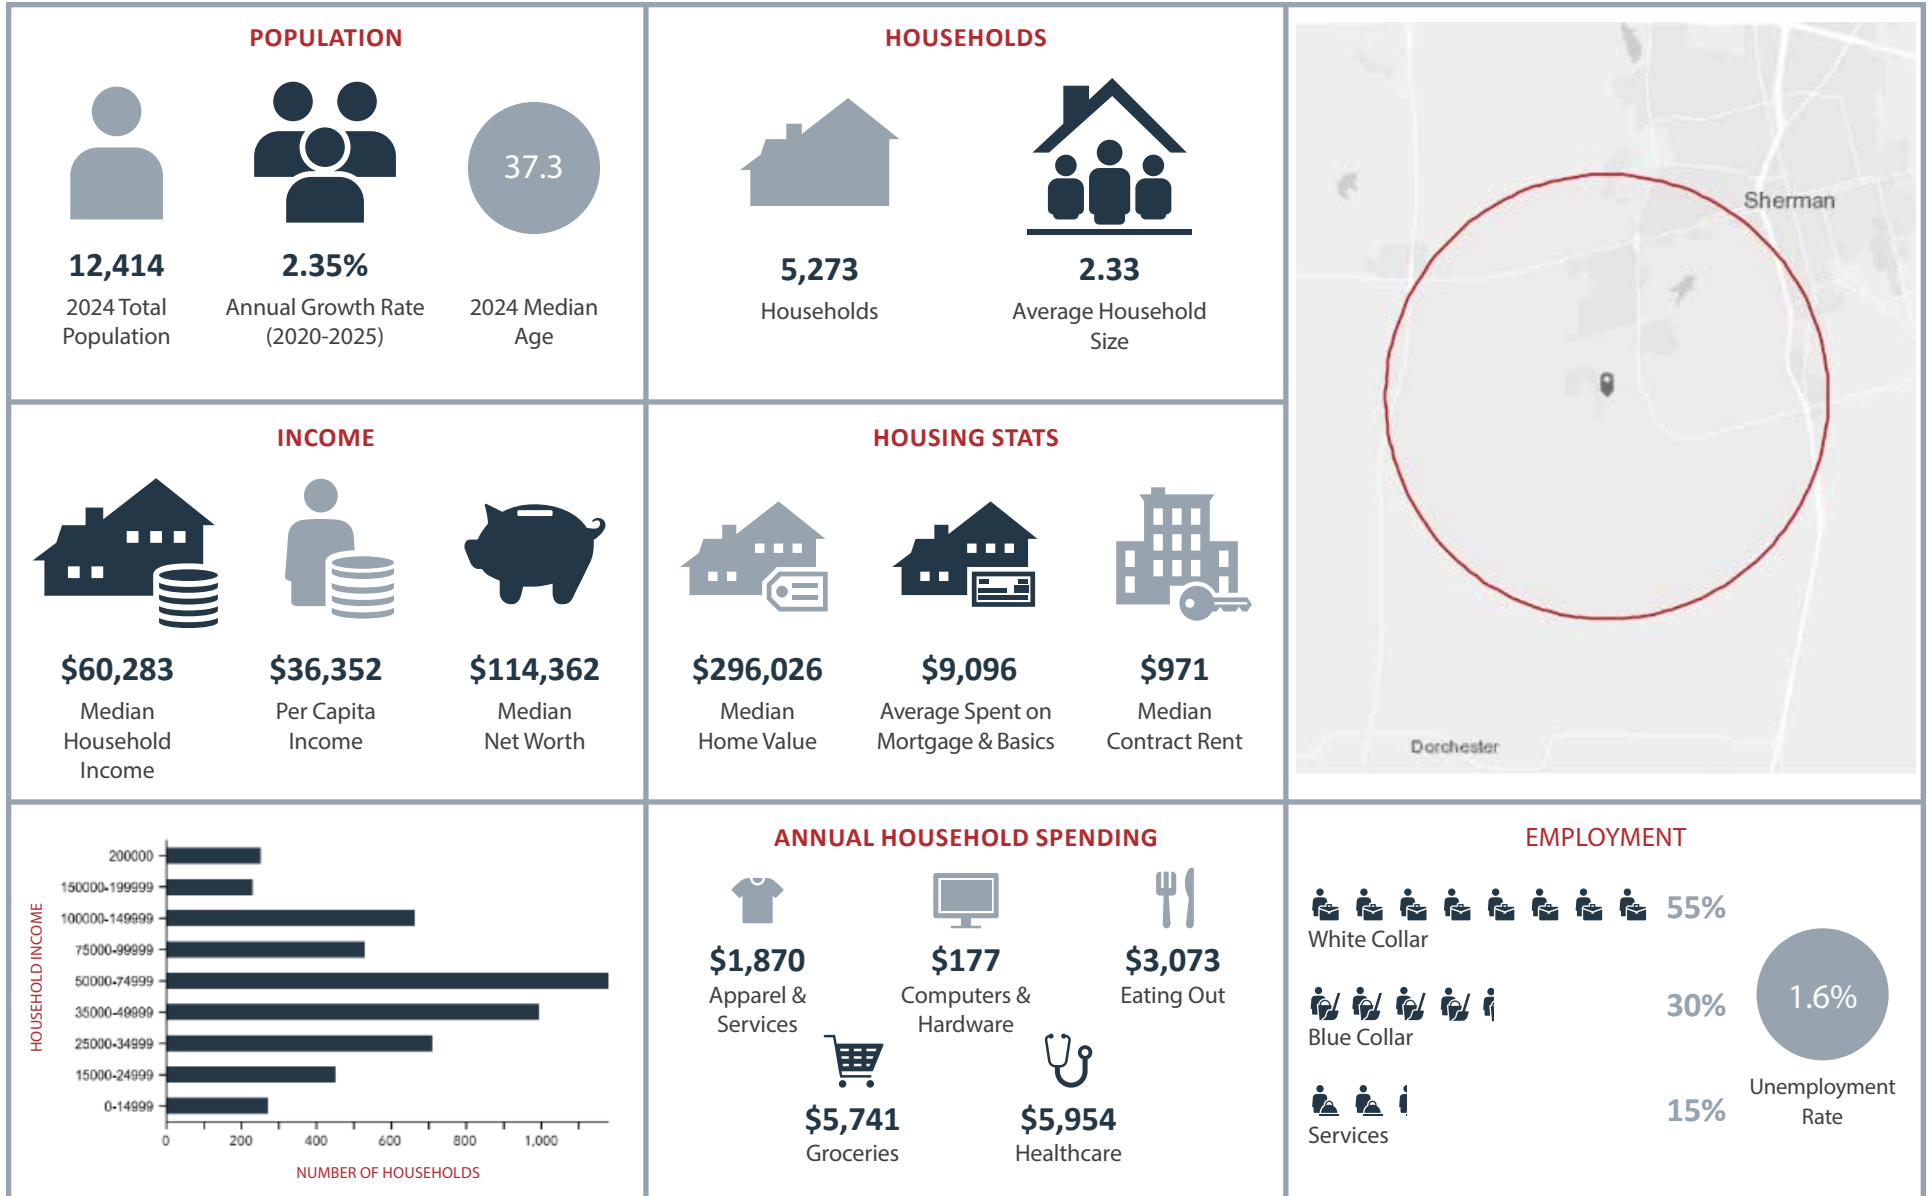 POPULATION
37.3
12,414
2024 Total
Population
2.35%
Annual Growth Rate
(2020-2025)
2024 Median
Age
HOUSEHOLDS
5,273
Households
2.33
Average Household
Size
Sherman
Dorchester
INCOME
$60,283
Median
Household
Income
$36,352
Per Capita
Income
$114,362
Median
Net Worth
HOUSING STATS
$296,026
Median
Home Value
$9,096
Average Spent on
Mortgage & Basics
$971
Median
Contract Rent
HOUSEHOLD INCOME
200000
150000-199999
100000-149999
75000-99999
50000-74999
35000-49999
25000-34999
15000-24999
0-14999
0 200 400 600 800 1,000
NUMBER OF HOUSEHOLDS
ANNUAL HOUSEHOLD SPENDING
$1,870
Apparel &
Services
$177
Computers &
Hardware
$3,073
Eating Out
$5,741
Groceries
$5,954
Healthcare
EMPLOYMENT
55%
White Collar
30%
Blue Collar
15%
Services
1.6%
Unemployment
Rate